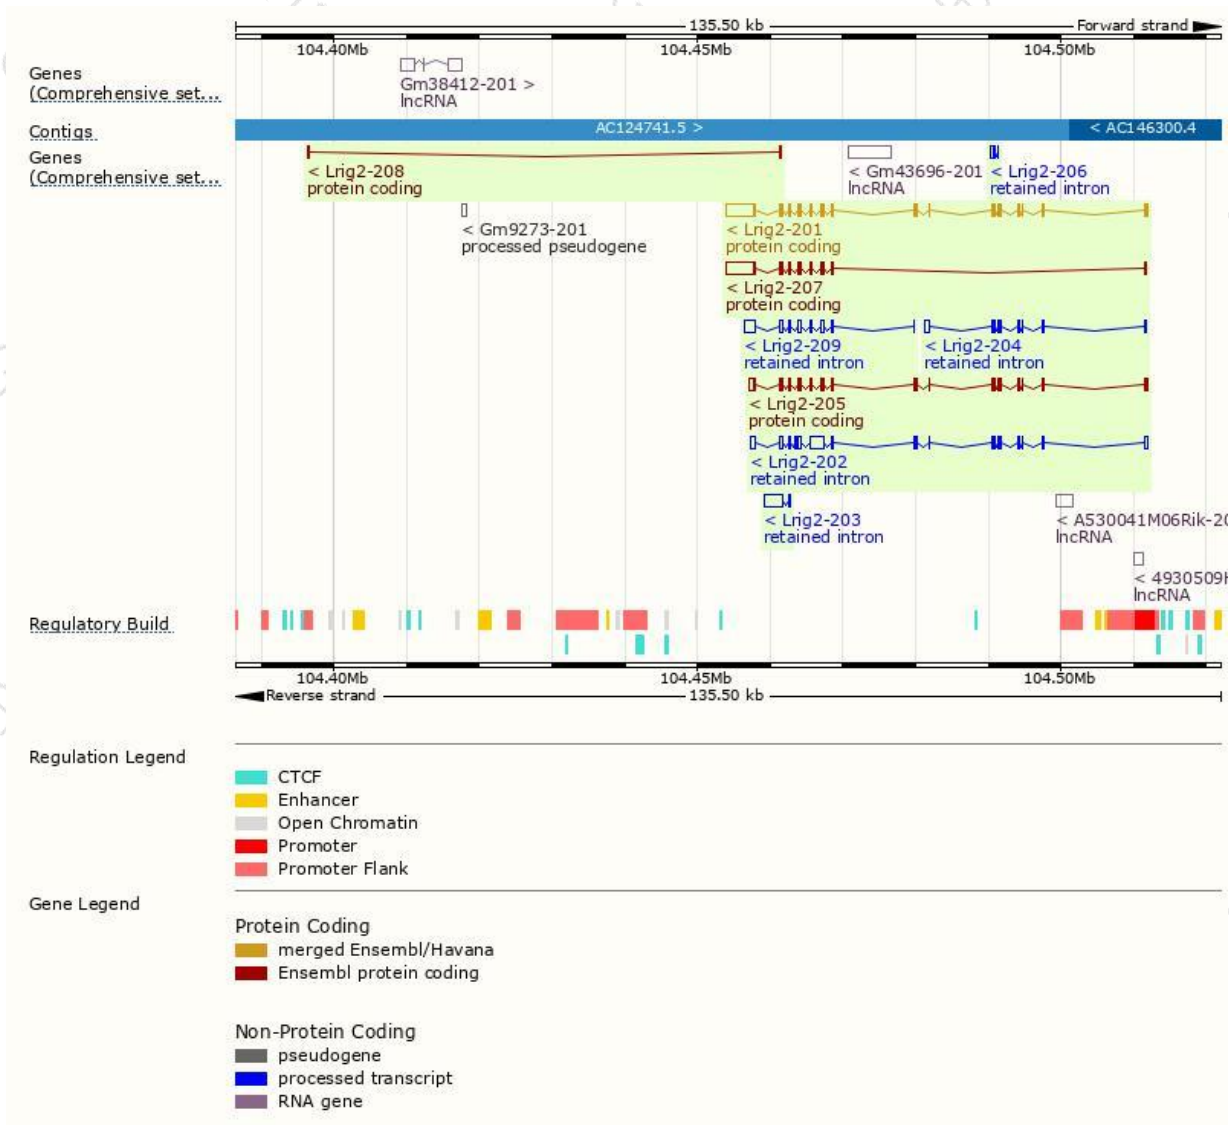 135.50 kb
Forward strand
104.40Mb
104.45Mb
104.50Mb
Genes
(Comprehensive set...
Gm38412-201 >
lncRNA
Contigs
AC124741.5 >
< AC146300.4
Genes
(Comprehensive set...
< Lrig2-208
protein coding
< Gm43696-201
lncRNA
< Lrig2-206
retained intron
< Gm9273-201
processed pseudogene
< Lrig2-201
protein coding
< Lrig2-207
protein coding
< Lrig2-209
retained intron
< Lrig2-204
retained intron
< Lrig2-205
protein coding
< Lrig2-202
retained intron
< Lrig2-203
retained intron
< A530041M06Rik-20
lncRNA
< 4930509H
lncRNA
Regulatory Build
104.40Mb
104.45Mb
104.50Mb
Reverse strand
135.50 kb
Regulation Legend
CTCF
Enhancer
Open Chromatin
Promoter
Promoter Flank
Gene Legend
Protein Coding
merged Ensembl/Havana
Ensembl protein coding
Non-Protein Coding
pseudogene
processed transcript
RNA gene